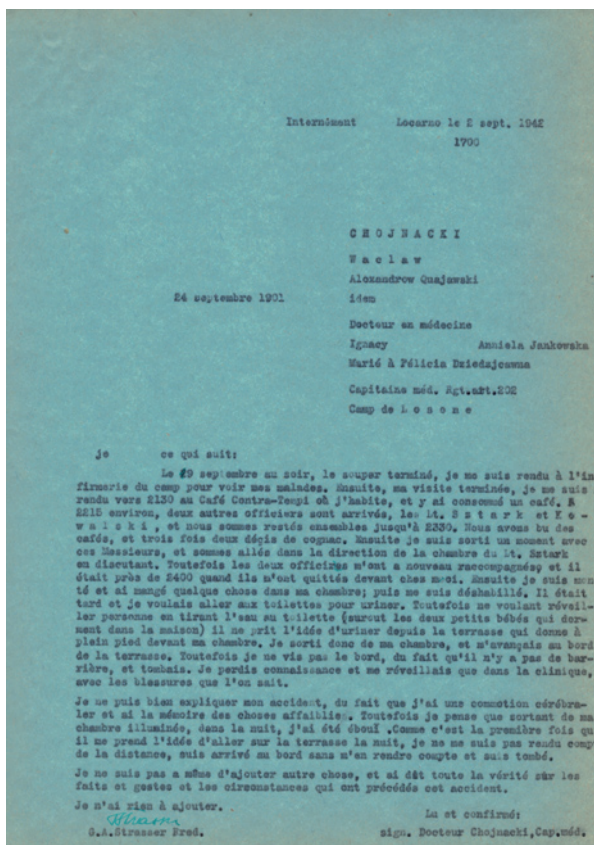 Internément Locarno le 2 sept. 1942
1700
CHOJNACKI
Waclaw
Alexandrow Quajawski
24 septembre 1901 idem
Docteur en médecine
Ignacy Anniela Jankowska
Marié à Félicia Dziedzjcawna
Capitaine méd. Rgt.art.202
Camp de Losone
je ce qui suit:
Le 29 septembre au soir, le souper terminé, je me suis rendu à l'in
firmerie du camp pour voir mes malades. Ensuite, ma visite terminée, je me suis
rendu vers 2130 au Café Contra-Tempi où j'habite, et y ai consommé un café. A
2215 environ, deux autres officiers sont arrivés, les Lt. Sztark et Ko-
walski, et nous sommes restés ensembles jusqu'à 2330. Nous avons bu des
cafés, et trois fois deux décis de cognac. Ensuite je suis sorti un moment avec
ces Messieurs, et sommes allés dans la direction de la chambre du Lt. Sztark
en discutant. Toutefois les deux officiers m'ont a nouveau raccompagnés, et il
était près de 2400 quand ils m'ont quittés devant chez moi. Ensuite je suis mon
té et ai mangé quelque chose dans ma chambre; puis me suis déshabillé. Il était
tard et je voulais aller aux toilettes pour uriner. Toutefois ne voulant réveil-
ler personne en tirant l'eau au toilette (surout les deux petits bébés qui dor-
ment dans la maison) il me prit l'idée d'uriner depuis la terrasse qui donne à
plein pied devant ma chambre. Je sorti donc de ma chambre, et m'avançais au bord
de la terrasse. Toutefois je ne vis pas le bord, du fait qu'il n'y a pas de bar-
rière, et tombais. Je perdis connaissance et me réveillais que dans la clinique,
avec les blessures que l'on sait.
Je ne puis bien expliquer mon accident, du fait que j'ai une commotion cérébra-
ler et ai la mémoire des choses affaiblie. Toutefois je pense que sortant de ma
chambre illuminée, dans la nuit, j'ai été éboui .Comme c'est la première fois qu
il me prend l'idée d'aller sur la terrasse la nuit, je ne me suis pas rendu comp
de la distance, suis arrivé au bord sans m'en rendre compte et suis tombé.
Je ne suis pas a même d'ajouter autre chose, et ai dit toute la vérité sur les
faits et gestes et les circonstances qui ont précédés cet accident.
Je n'ai rien à ajouter.
Lu et confirmé:
G.A.Strasser Fred. sign. Docteur Chojnacki,Cap.méd.